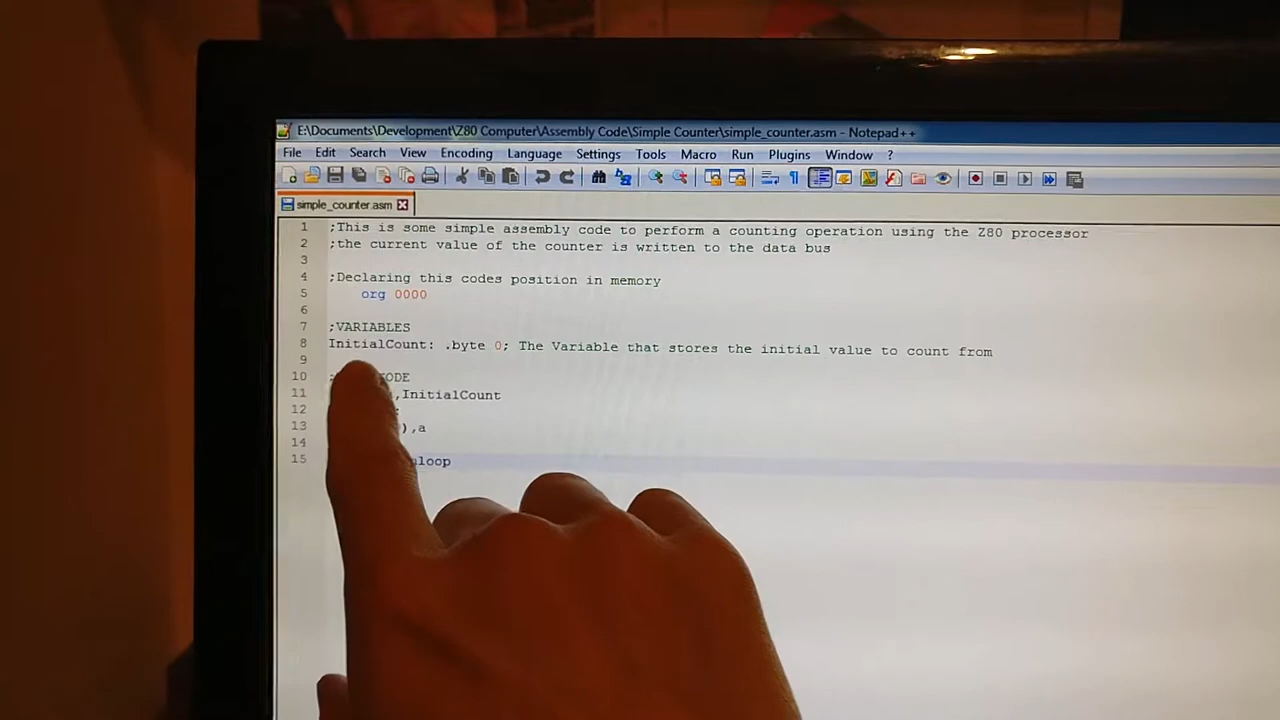 E:\Documents\Development\Z80 Computer\Assembly Code\Simple Counter\simple_counter.asm - Notepad++
File Edit Search View Encoding Language Settings Tools Macro Run Plugins Window ?
simple_counter.asm
1 ;This is some simple assembly code to perform a counting operation using the Z80 processor
2 ;the current value of the counter is written to the data bus
3
4 ;Declaring this codes position in memory
5 org 0000
6
7 ;VARIABLES
8 InitialCount: .byte 0; The Variable that stores the initial value to count from
9
10 ; CODE
11 ,InitialCount
12 :
13 ),a
14
15 loop